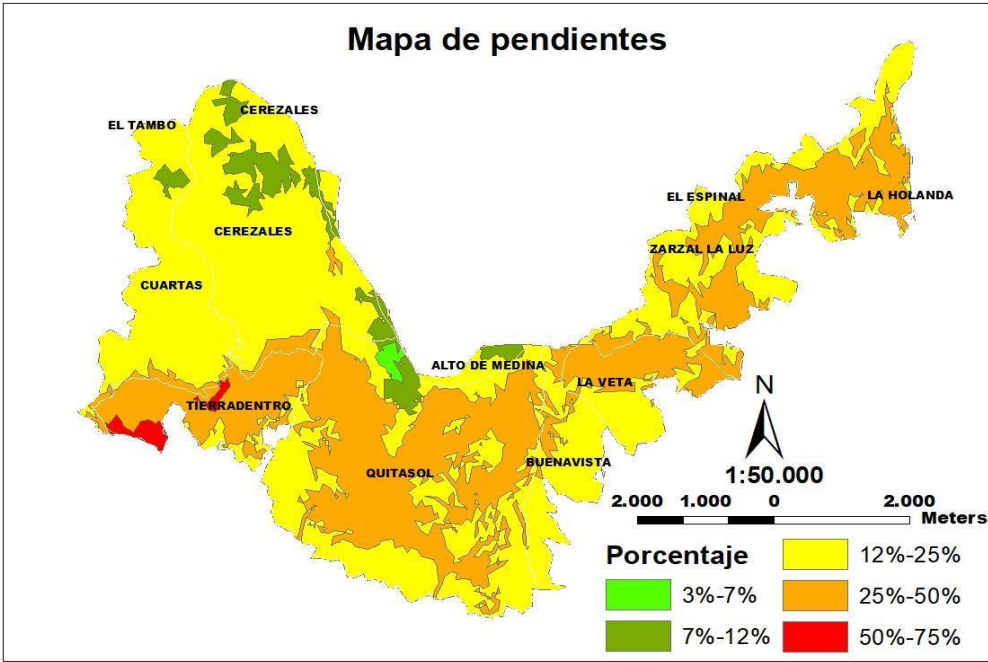 Mapa de pendientes
CEREZALES
EL TAMBO
EL ESPINAL
LA HOLANDA
CEREZALES
ZARZAL LA LUZ
CUARTAS
ALTO DE MEDINA
LA VETA
TIERRADENTRO
N
QUITASOL
BUENAVISTA
1:50.000
2.000 1.000 0 2.000
Meters
Porcentaje
12%-25%
3%-7%
25%-50%
7%-12%
50%-75%